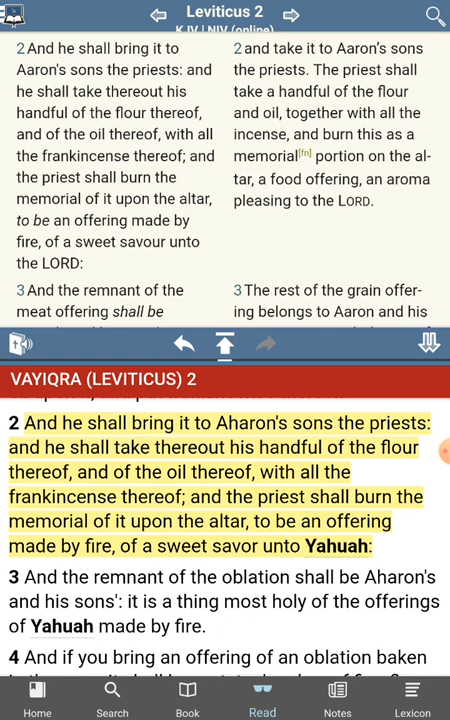 Leviticus 2
KJV | NIV (online)
2 And he shall bring it to
Aaron's sons the priests: and
he shall take thereout his
handful of the flour thereof,
and of the oil thereof, with all
the frankincense thereof; and
the priest shall burn the
memorial of it upon the altar,
to be an offering made by
fire, of a sweet savour unto
the LORD:
3 And the remnant of the
meat offering shall be
2 and take it to Aaron's sons
the priests. The priest shall
take a handful of the flour
and oil, together with all the
incense, and burn this as a
memorial[fn] portion on the al-
tar, a food offering, an aroma
pleasing to the LORD.
3 The rest of the grain offer-
ing belongs to Aaron and his
VAYIQRA (LEVITICUS) 2
2 And he shall bring it to Aharon's sons the priests:
and he shall take thereout his handful of the flour
thereof, and of the oil thereof, with all the
frankincense thereof; and the priest shall burn the
memorial of it upon the altar, to be an offering
made by fire, of a sweet savor unto Yahuah:
3 And the remnant of the oblation shall be Aharon's
and his sons': it is a thing most holy of the offerings
of Yahuah made by fire.
4 And if you bring an offering of an oblation baken
Home Search Book Read Notes Lexicon